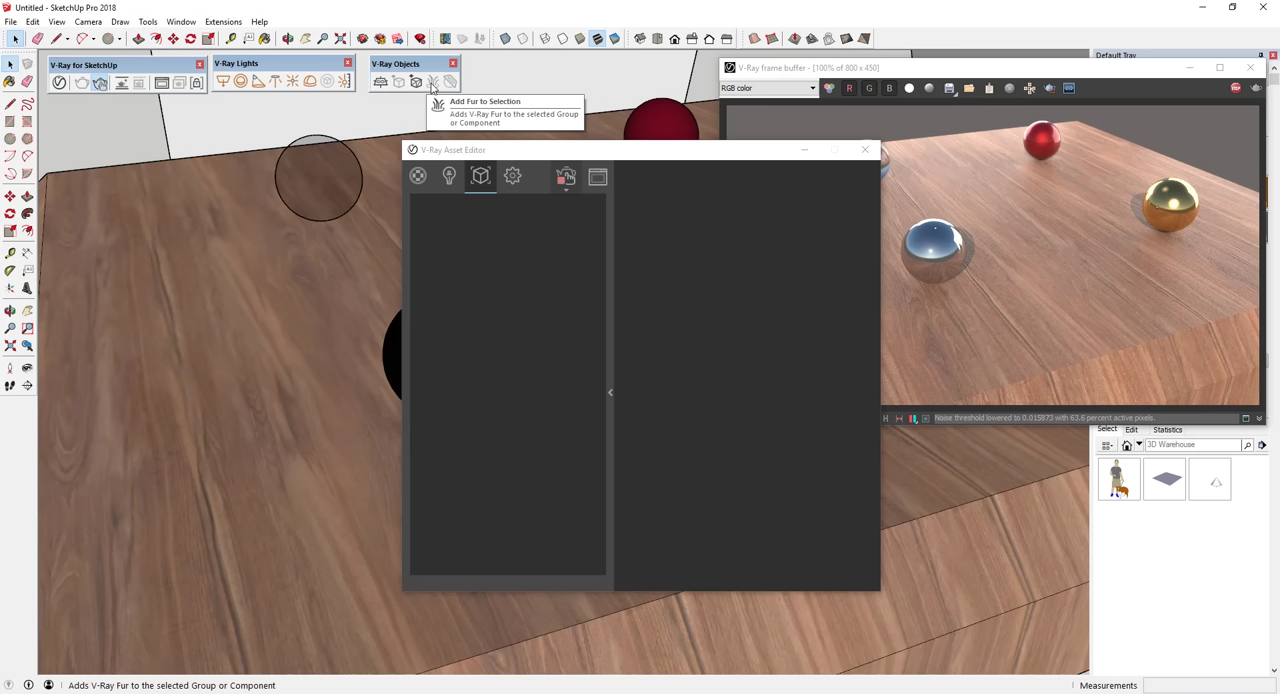 Untitled - SketchUp Pro 2018
File Edit View Camera Draw Tools Window Extensions Help
Default Tray
V-Ray for SketchUp
V-Ray Lights
V-Ray Objects
V-Ray frame buffer - [100% of 800 x 450]
RGB color
R G B
STOP
Add Fur to Selection
Adds V-Ray Fur to the selected Group
or Component
V-Ray Asset Editor
Noise threshold lowered to 0.015873 with 63.6 percent active pixels.
Select Edit Statistics
3D Warehouse
Adds V-Ray Fur to the selected Group or Component
Measurements